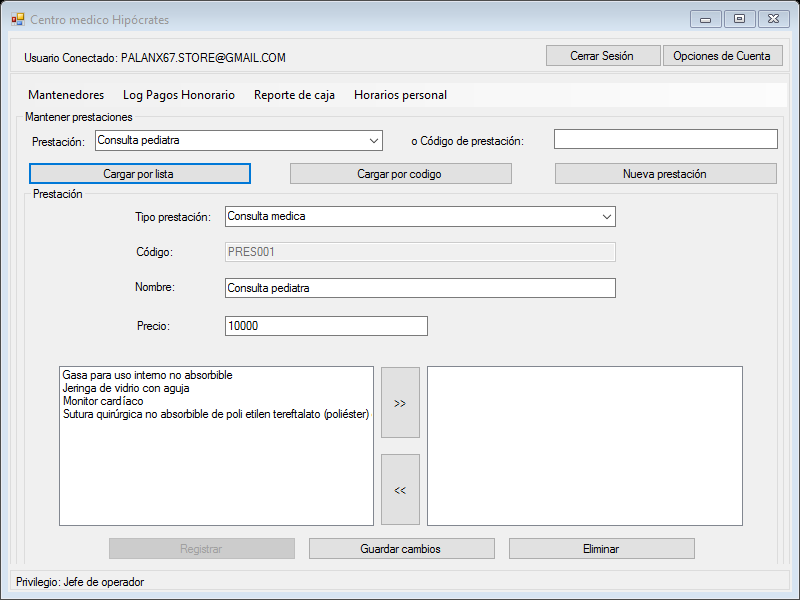 Centro medico Hipócrates
Usuario Conectado: PALANX67.STORE@GMAIL.COM
Cerrar Sesión
Opciones de Cuenta
Mantenedores Log Pagos Honorario Reporte de caja Horarios personal
Mantener prestaciones
Prestación: Consulta pediatra o Código de prestación:
Cargar por lista Cargar por codigo Nueva prestación
Prestación
Tipo prestación: Consulta medica
Código: PRES001
Nombre: Consulta pediatra
Precio: 10000
Gasa para uso interno no absorbible
Jeringa de vidrio con aguja
Monitor cardíaco
Sutura quirúrgica no absorbible de poli etilen tereftalato (poliéster)
>>
<<
Registrar Guardar cambios Eliminar
Privilegio: Jefe de operador